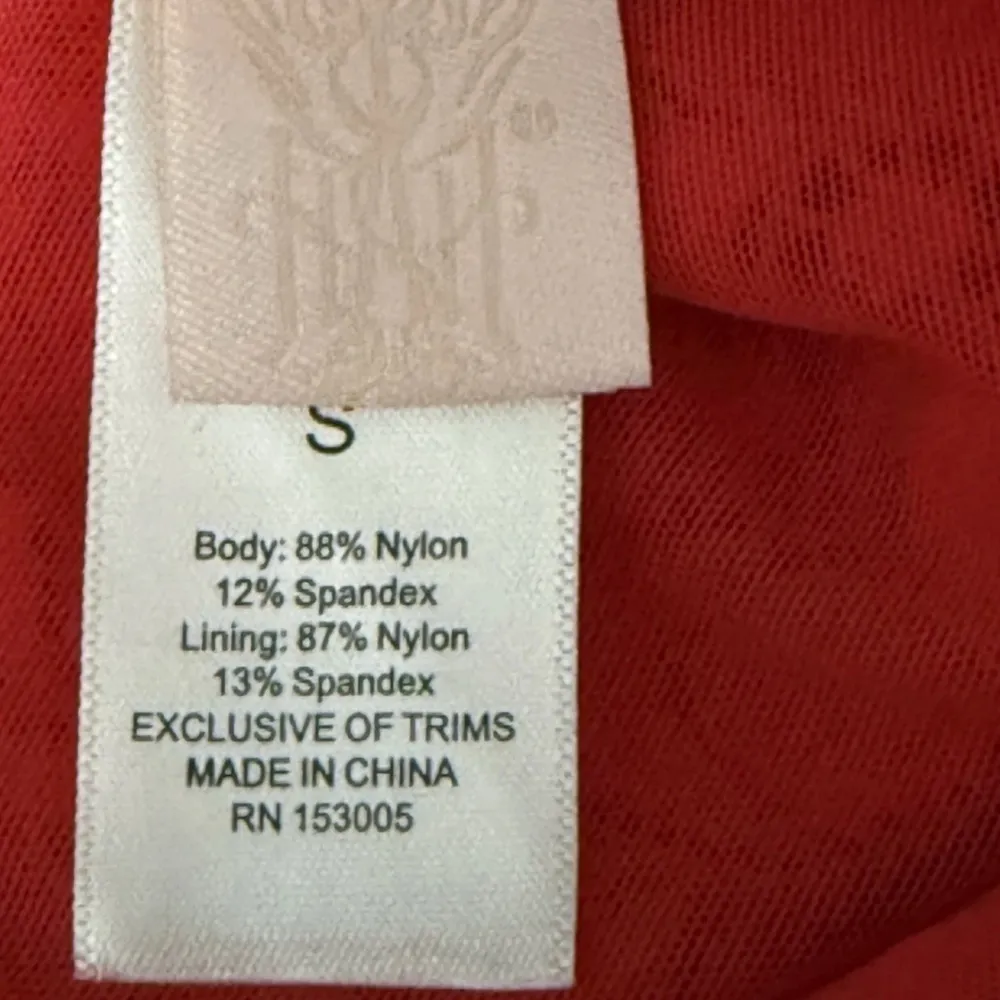 S
Body: 88% Nylon
12% Spandex
Lining: 87% Nylon
13% Spandex
EXCLUSIVE OF TRIMS
MADE IN CHINA
RN 153005